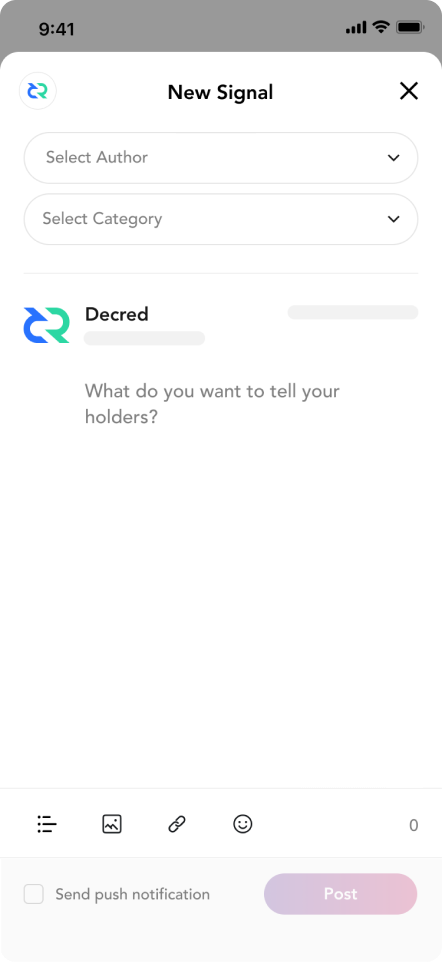 9:41
New Signal
Select Author
Select Category
Decred
What do you want to tell your
holders?
0
Send push notification
Post